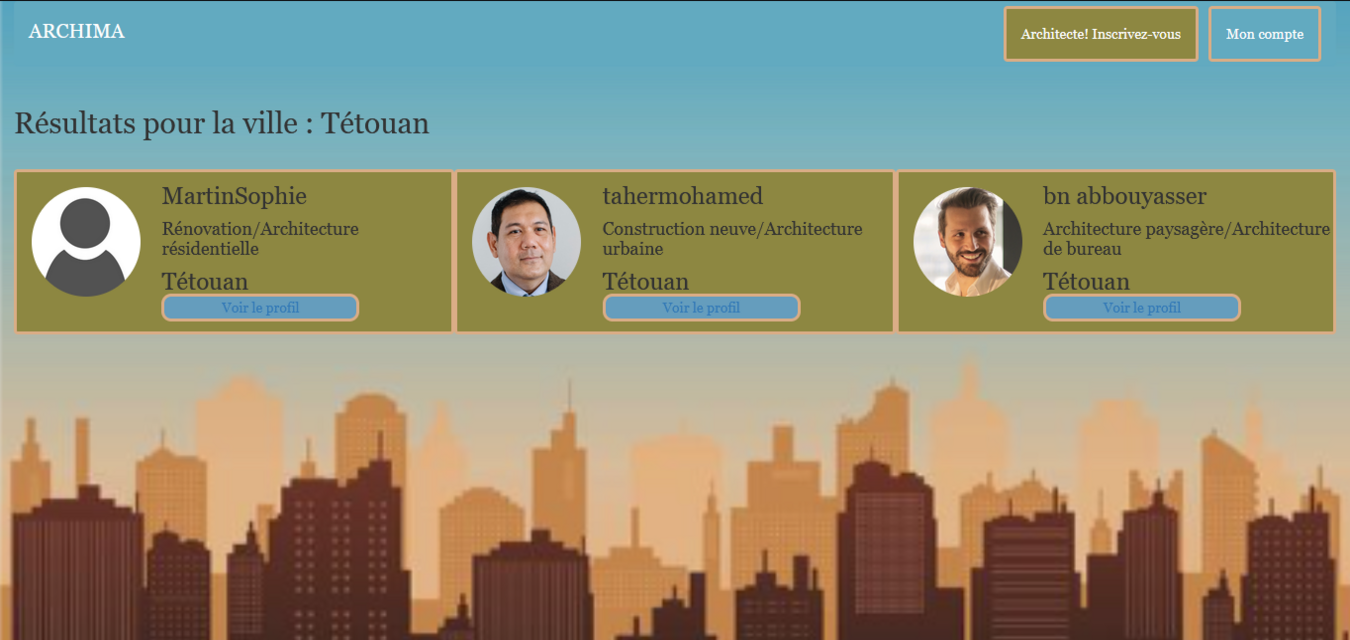 ARCHIMA
Architecte! Inscrivez-vous
Mon compte
Résultats pour la ville : Tétouan
MartinSophie
Rénovation/Architecture
résidentielle
Tétouan
Voir le profil
tahermohamed
Construction neuve/Architecture
urbaine
Tétouan
Voir le profil
bn abbouyasser
Architecture paysagère/Architecture
de bureau
Tétouan
Voir le profil